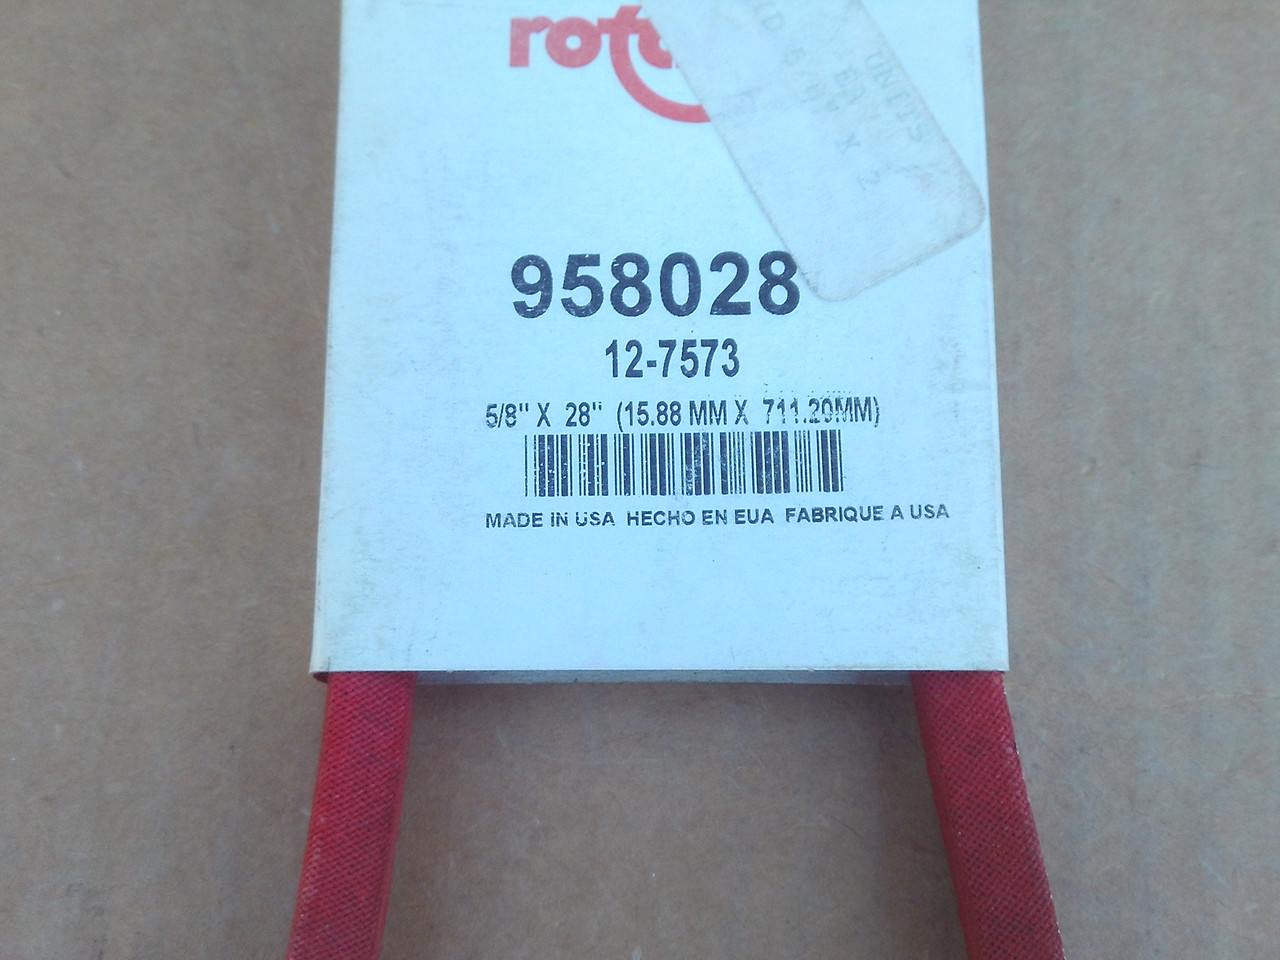 958028
12-7573
5/8" X 28" (15.88 MM X 711.20MM)
MADE IN USA HECHO EN EUA FABRIQUE A USA
UNITS